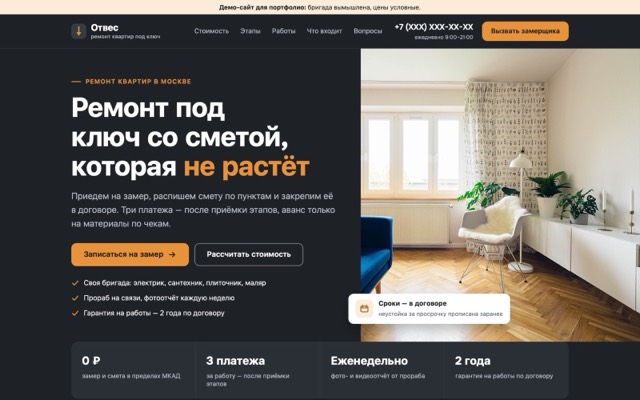 Демо-сайт для портфолио: бригада вымышлена, цены условные.
Отвес
ремонт квартир под ключ
Стоимость Этапы Работы Что входит Вопросы
+7 (XXX) XXX-XX-XX
ежедневно 9:00–21:00
Вызвать замерщика
— РЕМОНТ КВАРТИР В МОСКВЕ
Ремонт под
ключ со сметой,
которая не растёт
Приедем на замер, распишем смету по пунктам и закрепим её
в договоре. Три платежа — после приёмки этапов, аванс только
на материалы по чекам.
Записаться на замер →
Рассчитать стоимость
Своя бригада: электрик, сантехник, плиточник, маляр
Прораб на связи, фотоотчёт каждую неделю
Гарантия на работы — 2 года по договору
Сроки — в договоре
неустойка за просрочку прописана заранее
0 ₽
замер и смета в пределах МКАД
3 платежа
за работу — после приёмки
этапов
Еженедельно
фото- и видеоотчёт от прораба
2 года
гарантия на работы по договору